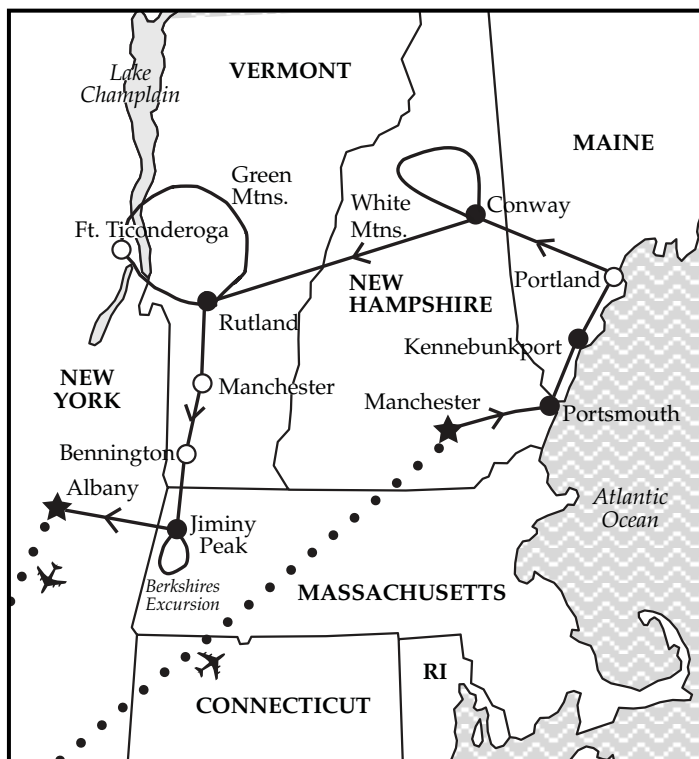 Lake
Champlain
VERMONT
MAINE
Green
Mtns.
White
Mtns.
Conway
Ft. Ticonderoga
Portland
NEW
HAMPSHIRE
Rutland
Kennebunkport
NEW
YORK
Manchester
Manchester
Portsmouth
Bennington
Albany
Atlantic
Ocean
Jiminy
Peak
Berkshires
Excursion
MASSACHUSETTS
RI
CONNECTICUT